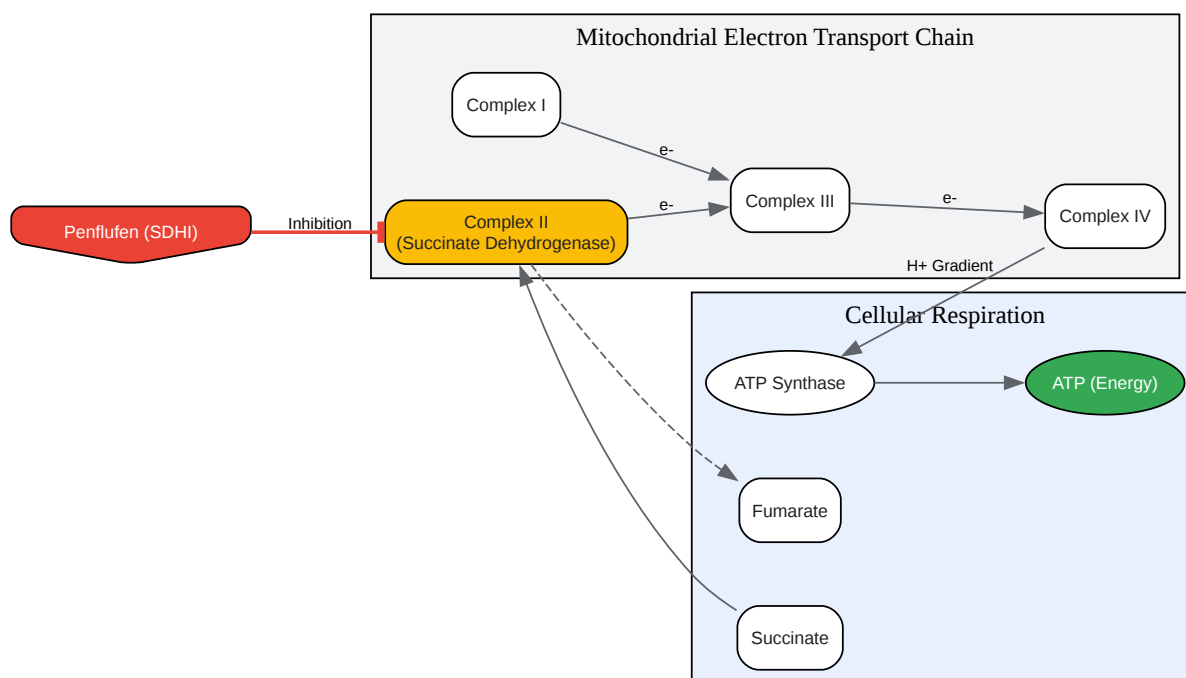 Mitochondrial Electron Transport Chain
Complex I
e-
Complex III
e-
Complex IV
Penflufen (SDHI)
Inhibition
Complex II
(Succinate Dehydrogenase)
e-
H+ Gradient
Cellular Respiration
ATP Synthase
ATP (Energy)
Fumarate
Succinate